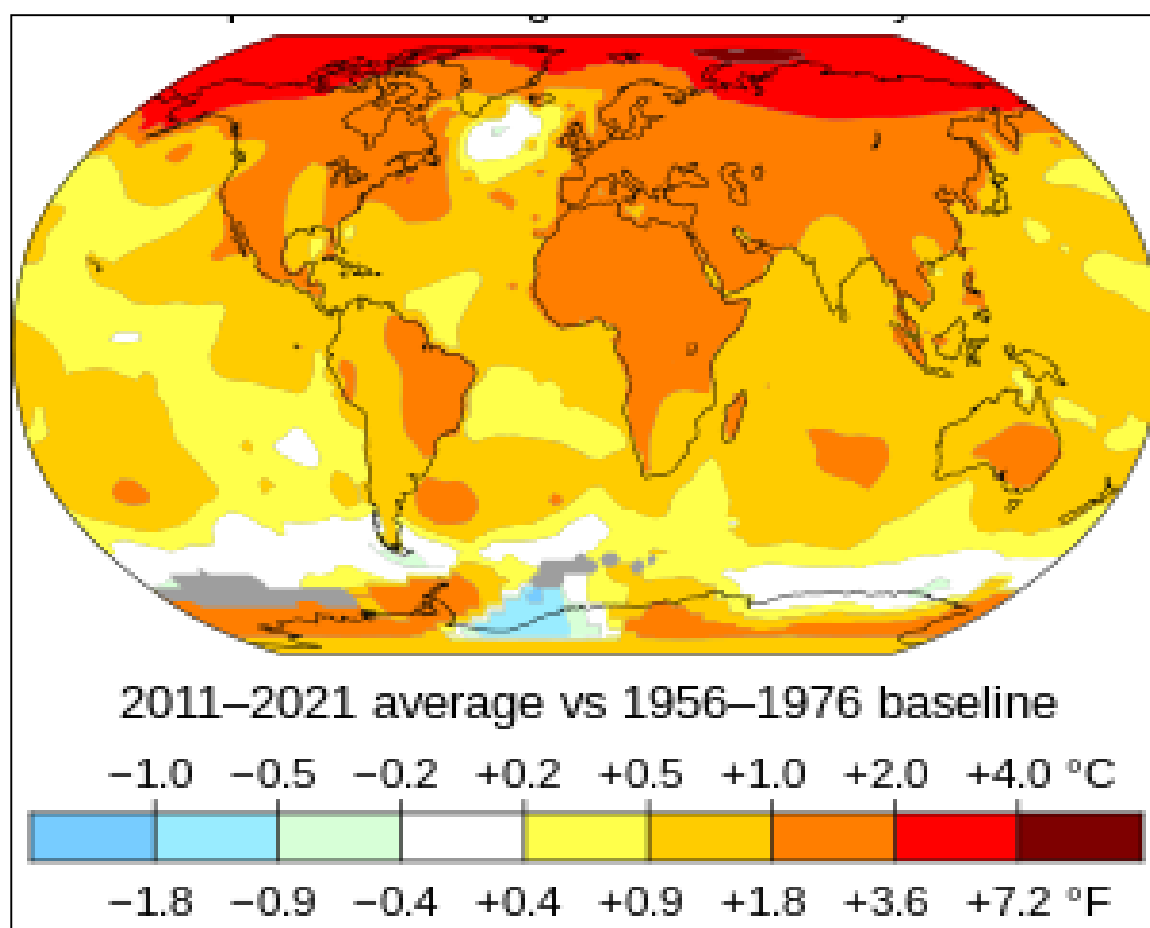 2011–2021 average vs 1956–1976 baseline
−1.0 −0.5 −0.2 +0.2 +0.5 +1.0 +2.0 +4.0 °C
−1.8 −0.9 −0.4 +0.4 +0.9 +1.8 +3.6 +7.2 °F